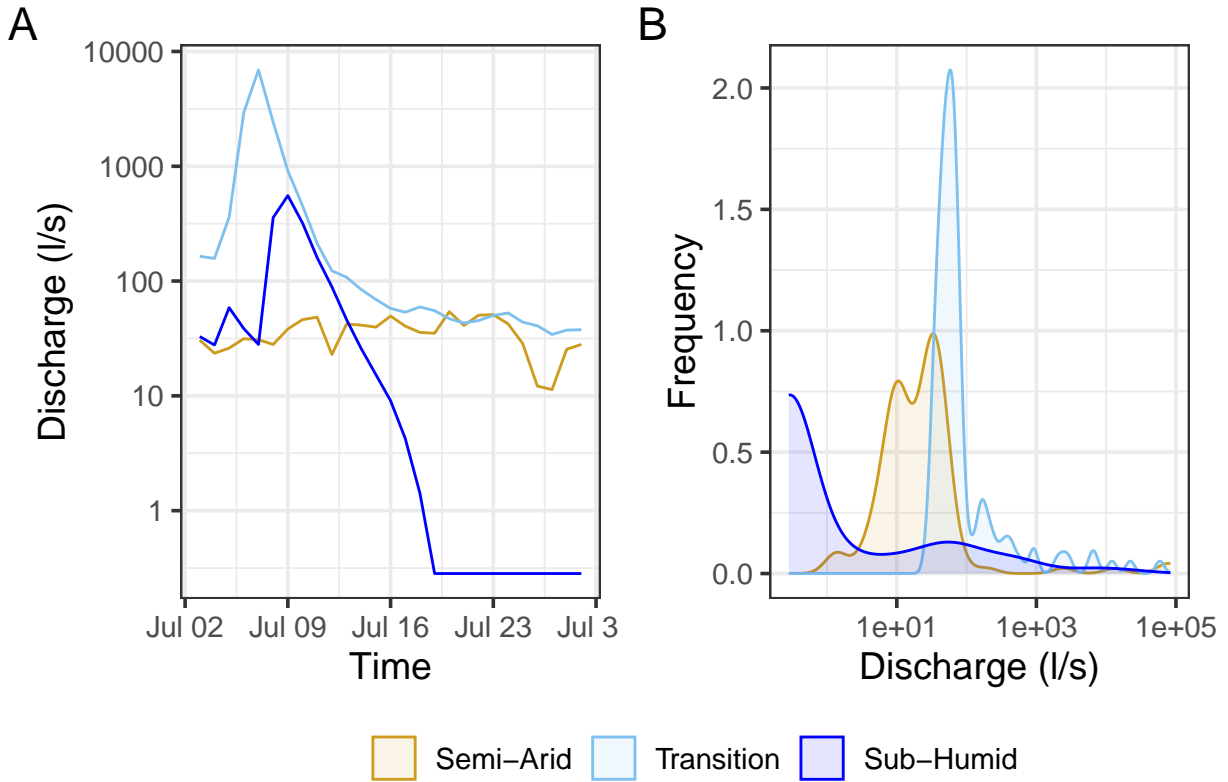 A
10000
1000
100
10
1
Discharge (l/s)
Jul 02 Jul 09 Jul 16 Jul 23 Jul 3
Time
B
2.0
1.5
1.0
0.5
0.0
Frequency
1e+01 1e+03 1e+05
Discharge (l/s)
Semi−Arid Transition Sub−Humid